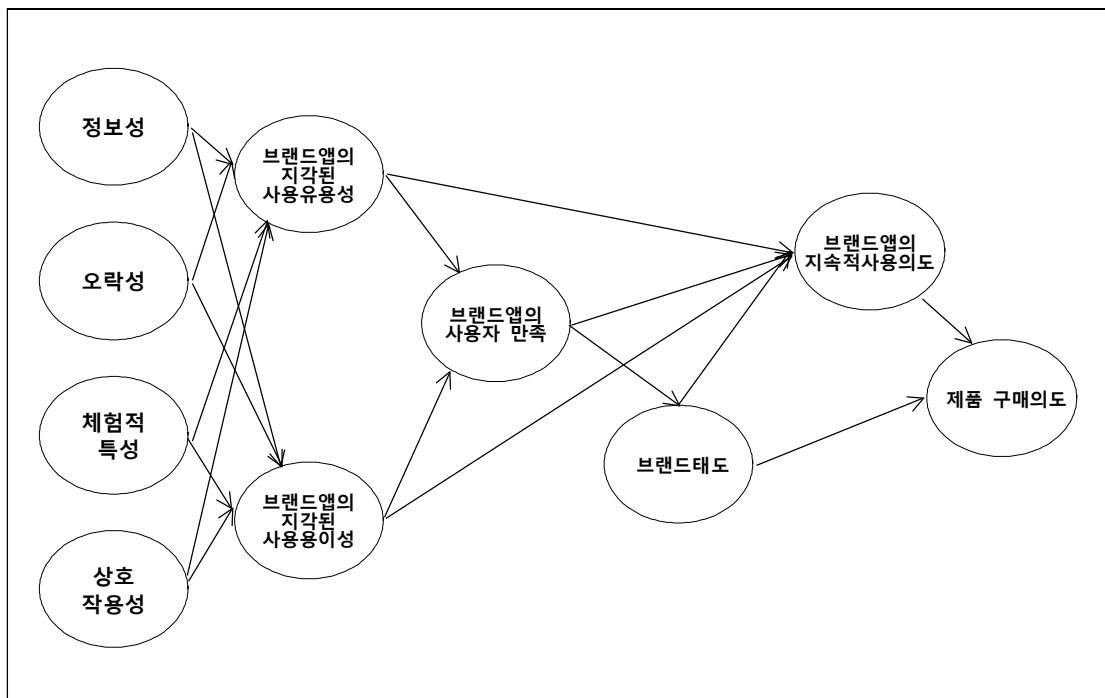 정보성
오락성
체험적
특성
상호
작용성
브랜드앱의
지각된
사용유용성
브랜드앱의
지각된
사용용이성
브랜드앱의
사용자 만족
브랜드태도
브랜드앱의
지속적사용의도
제품 구매의도